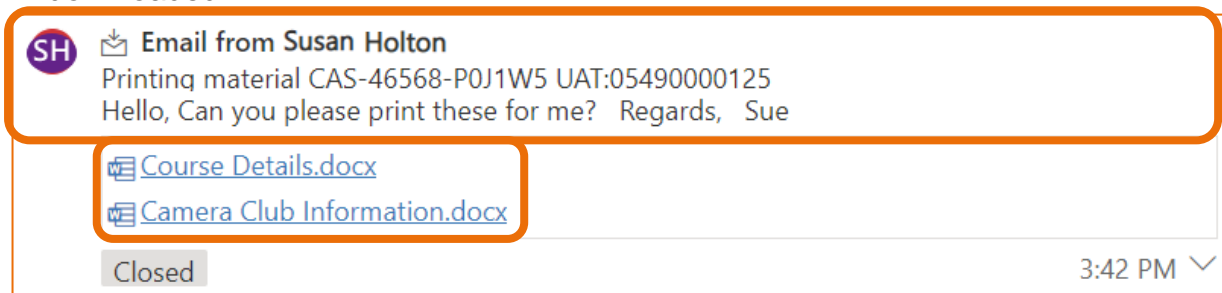 SH
Email from Susan Holton
Printing material CAS-46568-P0J1W5 UAT:05490000125
Hello, Can you please print these for me? Regards, Sue
Course Details.docx
Camera Club Information.docx
Closed
3:42 PM